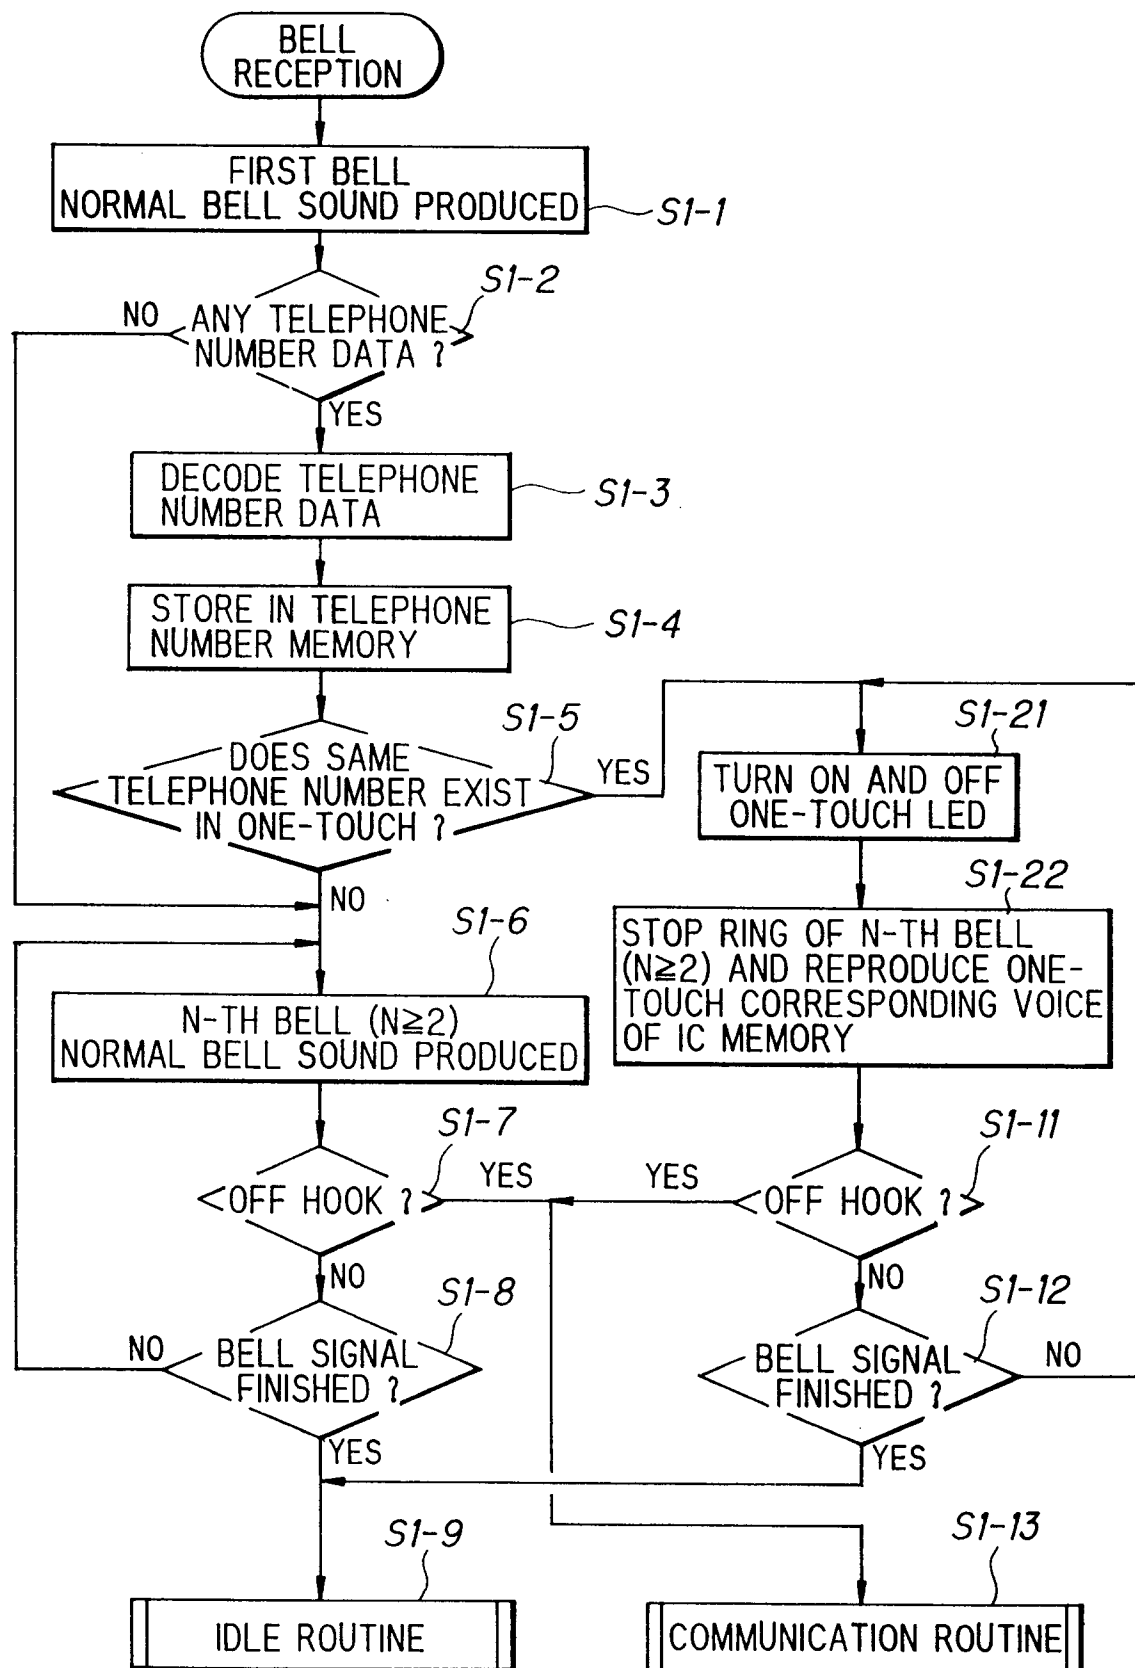 BELL
RECEPTION
FIRST BELL
NORMAL BELL SOUND PRODUCED
S1-1
S1-2
NO
ANY TELEPHONE
NUMBER DATA ?
YES
DECODE TELEPHONE
NUMBER DATA
S1-3
STORE IN TELEPHONE
NUMBER MEMORY
S1-4
S1-5
DOES SAME
TELEPHONE NUMBER EXIST
IN ONE-TOUCH ?
YES
NO
S1-21
TURN ON AND OFF
ONE-TOUCH LED
S1-22
STOP RING OF N-TH BELL
(N≧2) AND REPRODUCE ONE-
TOUCH CORRESPONDING VOICE
OF IC MEMORY
S1-6
N-TH BELL (N≧2)
NORMAL BELL SOUND PRODUCED
S1-7
OFF HOOK ?
YES
NO
S1-11
YES
OFF HOOK ?
NO
S1-8
NO
BELL SIGNAL
FINISHED ?
YES
S1-12
BELL SIGNAL
FINISHED ?
NO
YES
S1-9
IDLE ROUTINE
S1-13
COMMUNICATION ROUTINE